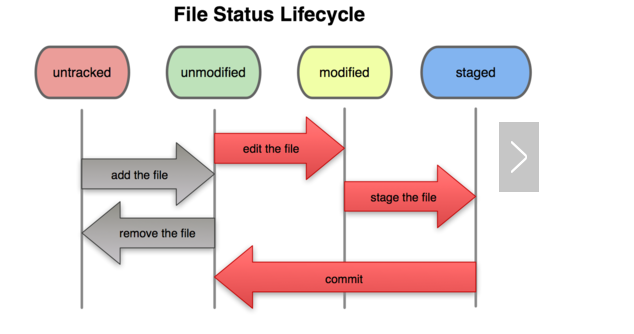 File Status Lifecycle
untracked
unmodified
modified
staged
edit the file
add the file
stage the file
remove the file
commit